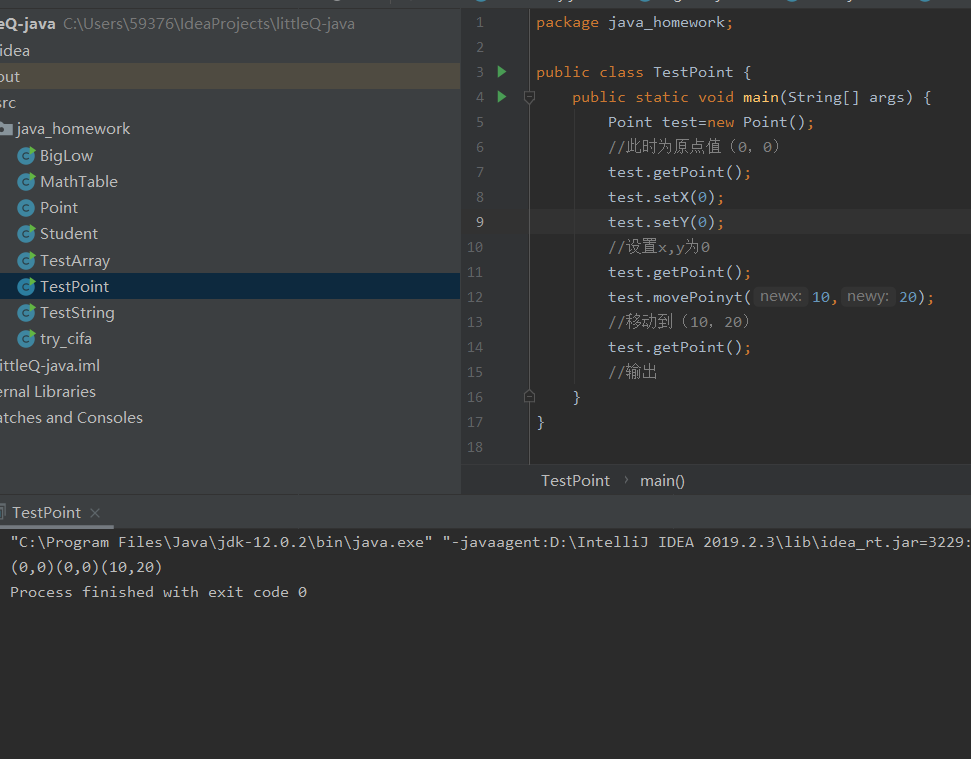 eQ-java C:\Users\59376\IdeaProjects\littleQ-java
idea
out
src
java_homework
BigLow
MathTable
Point
Student
TestArray
TestPoint
TestString
try_cifa
ittleQ-java.iml
ernal Libraries
atches and Consoles
1 package java_homework;
2
3 public class TestPoint {
4 public static void main(String[] args) {
5 Point test=new Point();
6 //此时为原点值（0，0）
7 test.getPoint();
8 test.setX(0);
9 test.setY(0);
10 //设置x,y为0
11 test.getPoint();
12 test.movePoinyt( newx: 10, newy: 20);
13 //移动到（10，20）
14 test.getPoint();
15 //输出
16 }
17 }
18
TestPoint › main()
TestPoint ×
"C:\Program Files\Java\jdk-12.0.2\bin\java.exe" "-javaagent:D:\IntelliJ IDEA 2019.2.3\lib\idea_rt.jar=3229:
(0,0)(0,0)(10,20)
Process finished with exit code 0